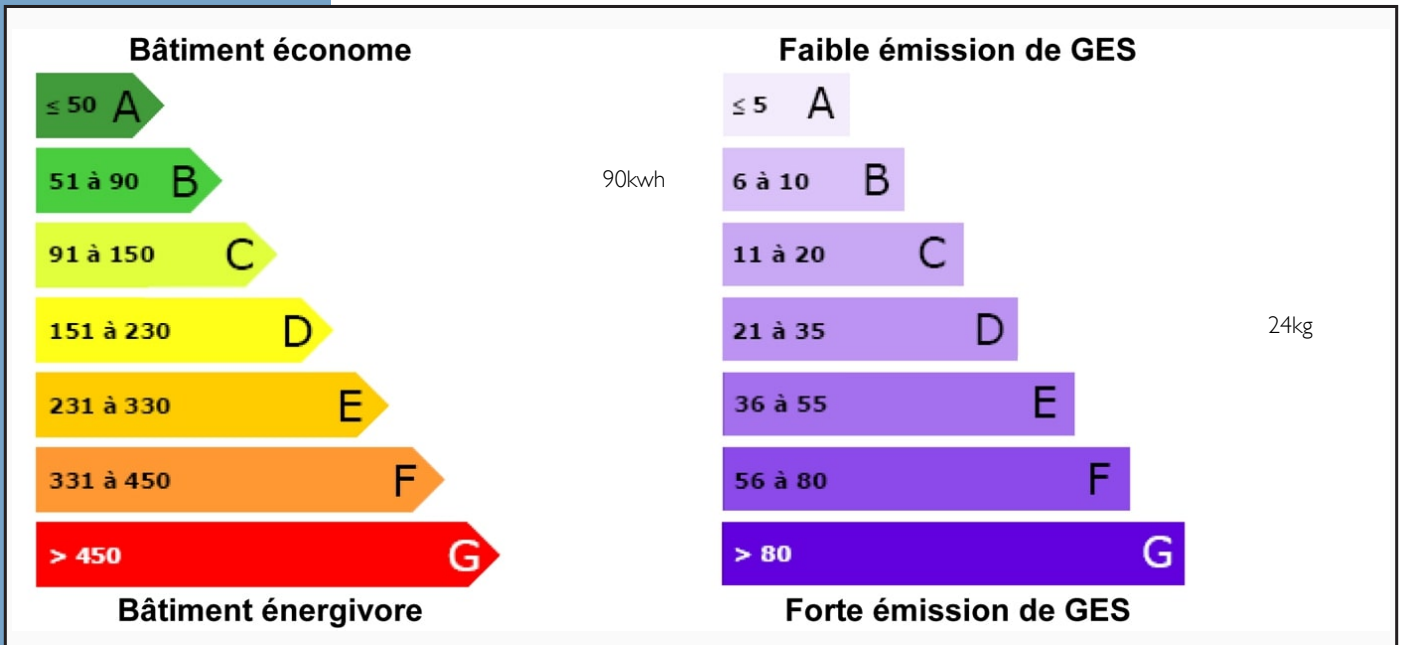 Bâtiment économe
≤ 50 A
51 à 90 B
90kwh
91 à 150 C
151 à 230 D
231 à 330 E
331 à 450 F
> 450 G
Bâtiment énergivore
Faible émission de GES
≤ 5 A
6 à 10 B
11 à 20 C
21 à 35 D
24kg
36 à 55 E
56 à 80 F
> 80 G
Forte émission de GES